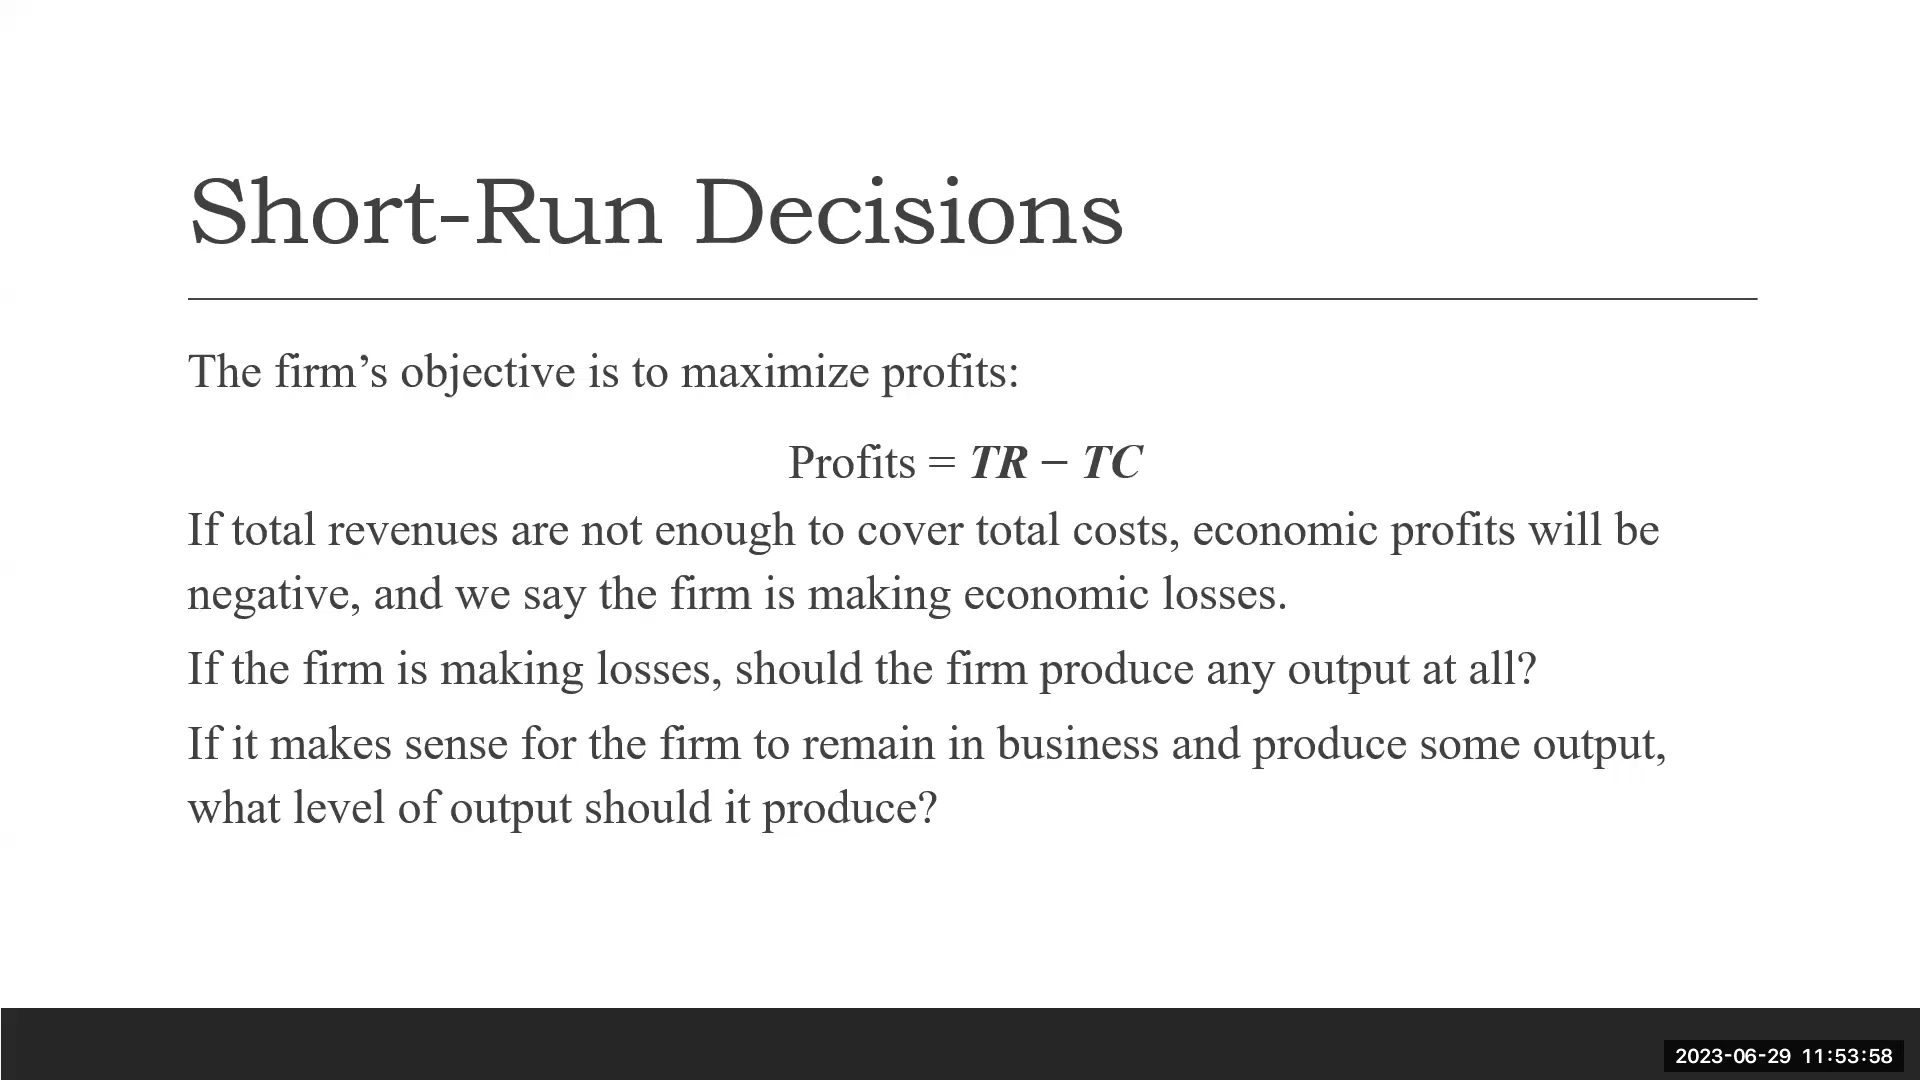 Short-Run Decisions
The firm’s objective is to maximize profits:
Profits = TR − TC
If total revenues are not enough to cover total costs, economic profits will be
negative, and we say the firm is making economic losses.
If the firm is making losses, should the firm produce any output at all?
If it makes sense for the firm to remain in business and produce some output,
what level of output should it produce?
2023-06-29 11:53:58